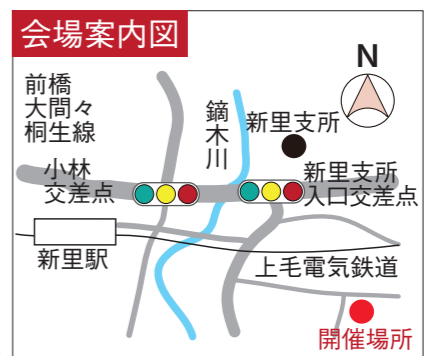 会場案内図
N
前橋
大間々
桐生線
鏑木川
新里支所
小林
交差点
新里支所
入口交差点
新里駅
上毛電気鉄道
開催場所